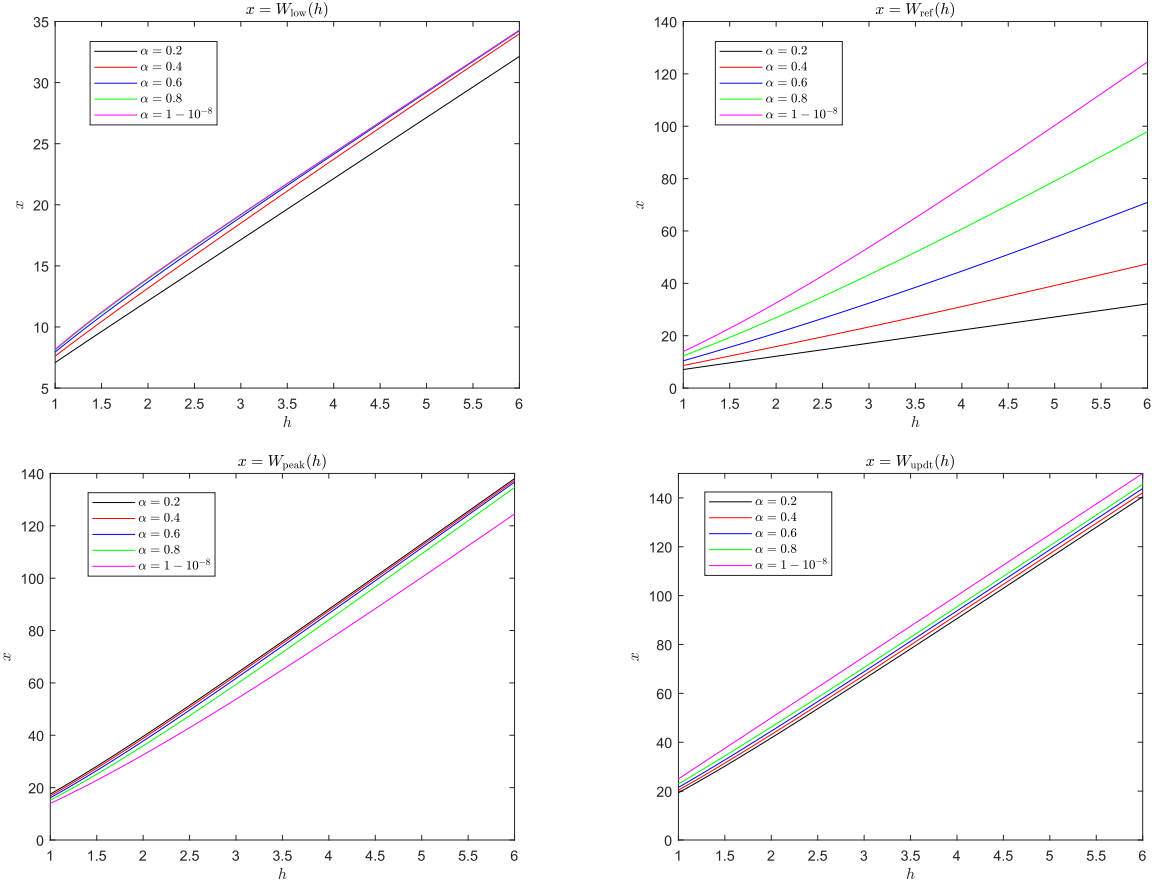 x = W_low(h)
35
30
25
20
15
10
5
x
α = 0.2
α = 0.4
α = 0.6
α = 0.8
α = 1 − 10⁻⁸
1 1.5 2 2.5 3 3.5 4 4.5 5 5.5 6
h
x = W_ref(h)
140
120
100
80
60
40
20
0
x
α = 0.2
α = 0.4
α = 0.6
α = 0.8
α = 1 − 10⁻⁸
1 1.5 2 2.5 3 3.5 4 4.5 5 5.5 6
h
x = W_peak(h)
140
120
100
80
60
40
20
0
x
α = 0.2
α = 0.4
α = 0.6
α = 0.8
α = 1 − 10⁻⁸
1 1.5 2 2.5 3 3.5 4 4.5 5 5.5 6
h
x = W_updt(h)
140
120
100
80
60
40
20
0
x
α = 0.2
α = 0.4
α = 0.6
α = 0.8
α = 1 − 10⁻⁸
1 1.5 2 2.5 3 3.5 4 4.5 5 5.5 6
h